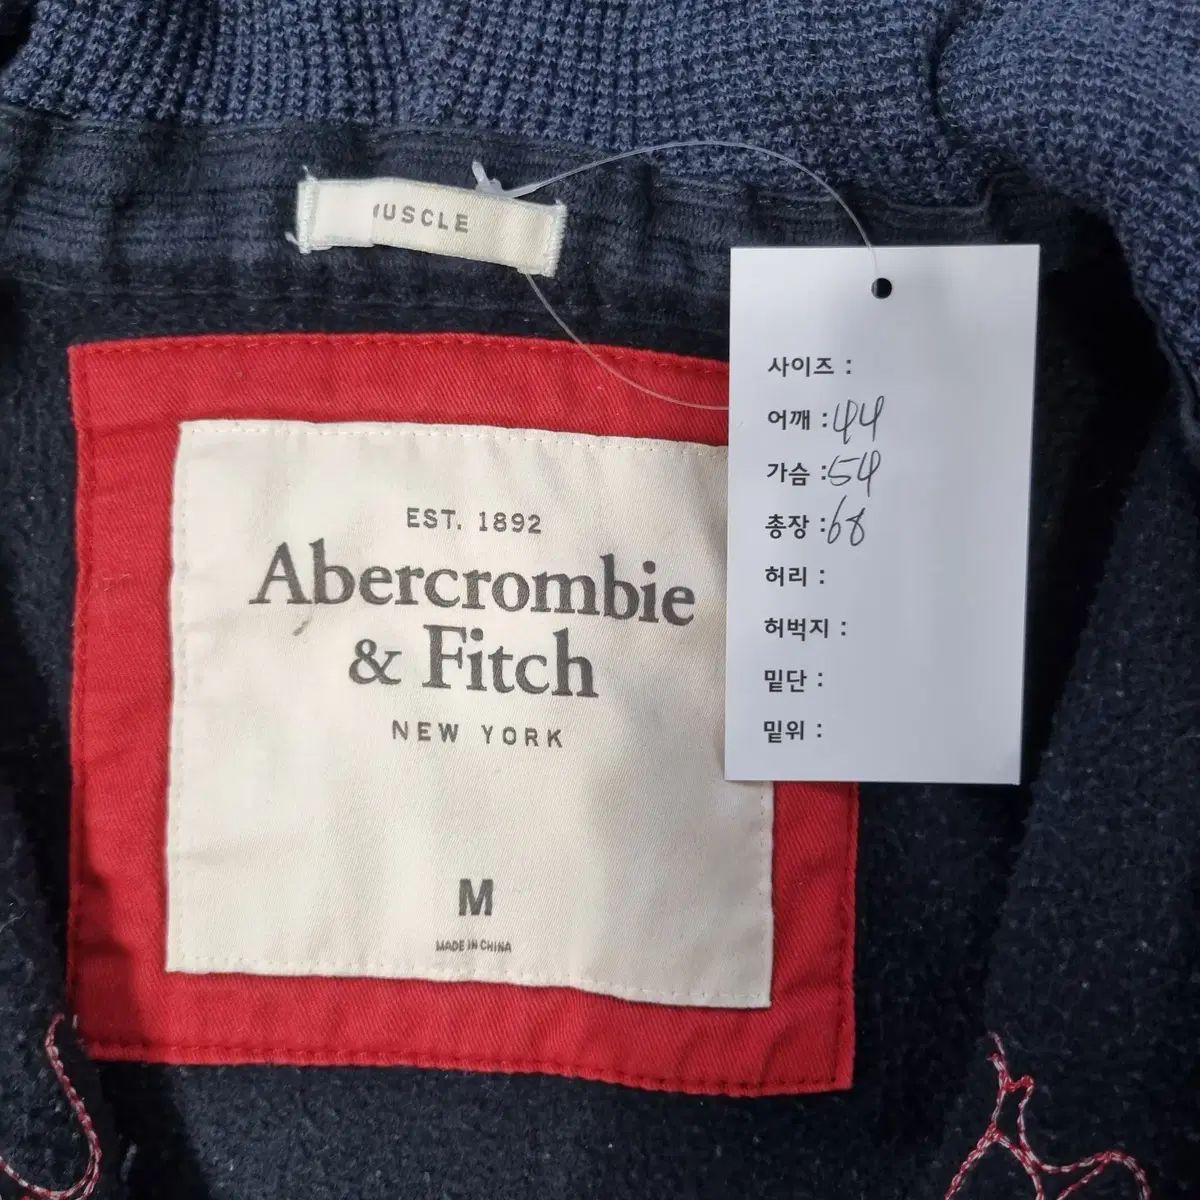 MUSCLE
EST. 1892
Abercrombie
& Fitch
NEW YORK
M
MADE IN CHINA
사이즈 :
어깨 : 44
가슴 : 54
총장 : 68
허리 :
허벅지 :
밑단 :
밑위 :